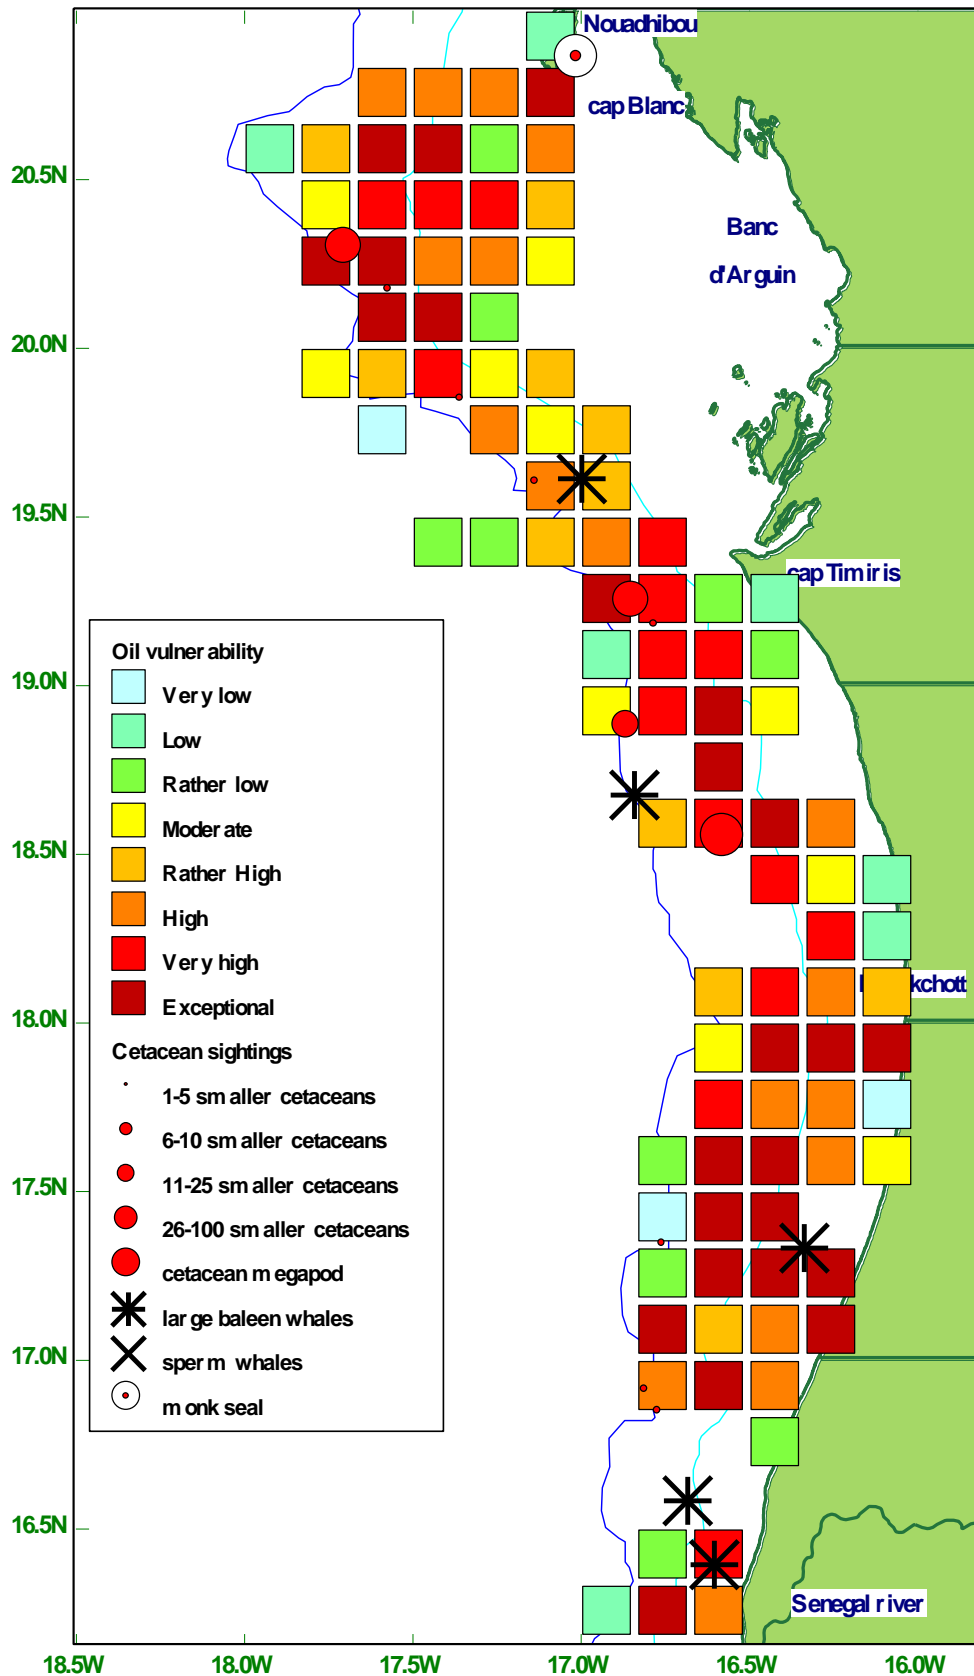 Nouadhibou
cap Blanc
20.5N
Banc
d'Arguin
20.0N
19.5N
cap Timiris
19.0N
18.5N
18.0N
17.5N
17.0N
16.5N
Oil vulnerability
Very low
Low
Rather low
Moderate
Rather High
High
Very high
Exceptional
Cetacean sightings
1-5 smaller cetaceans
6-10 smaller cetaceans
11-25 smaller cetaceans
26-100 smaller cetaceans
cetacean megapod
large baleen whales
sperm whales
monk seal
kchott
Senegal river
18.5W 18.0W 17.5W 17.0W 16.5W 16.0W